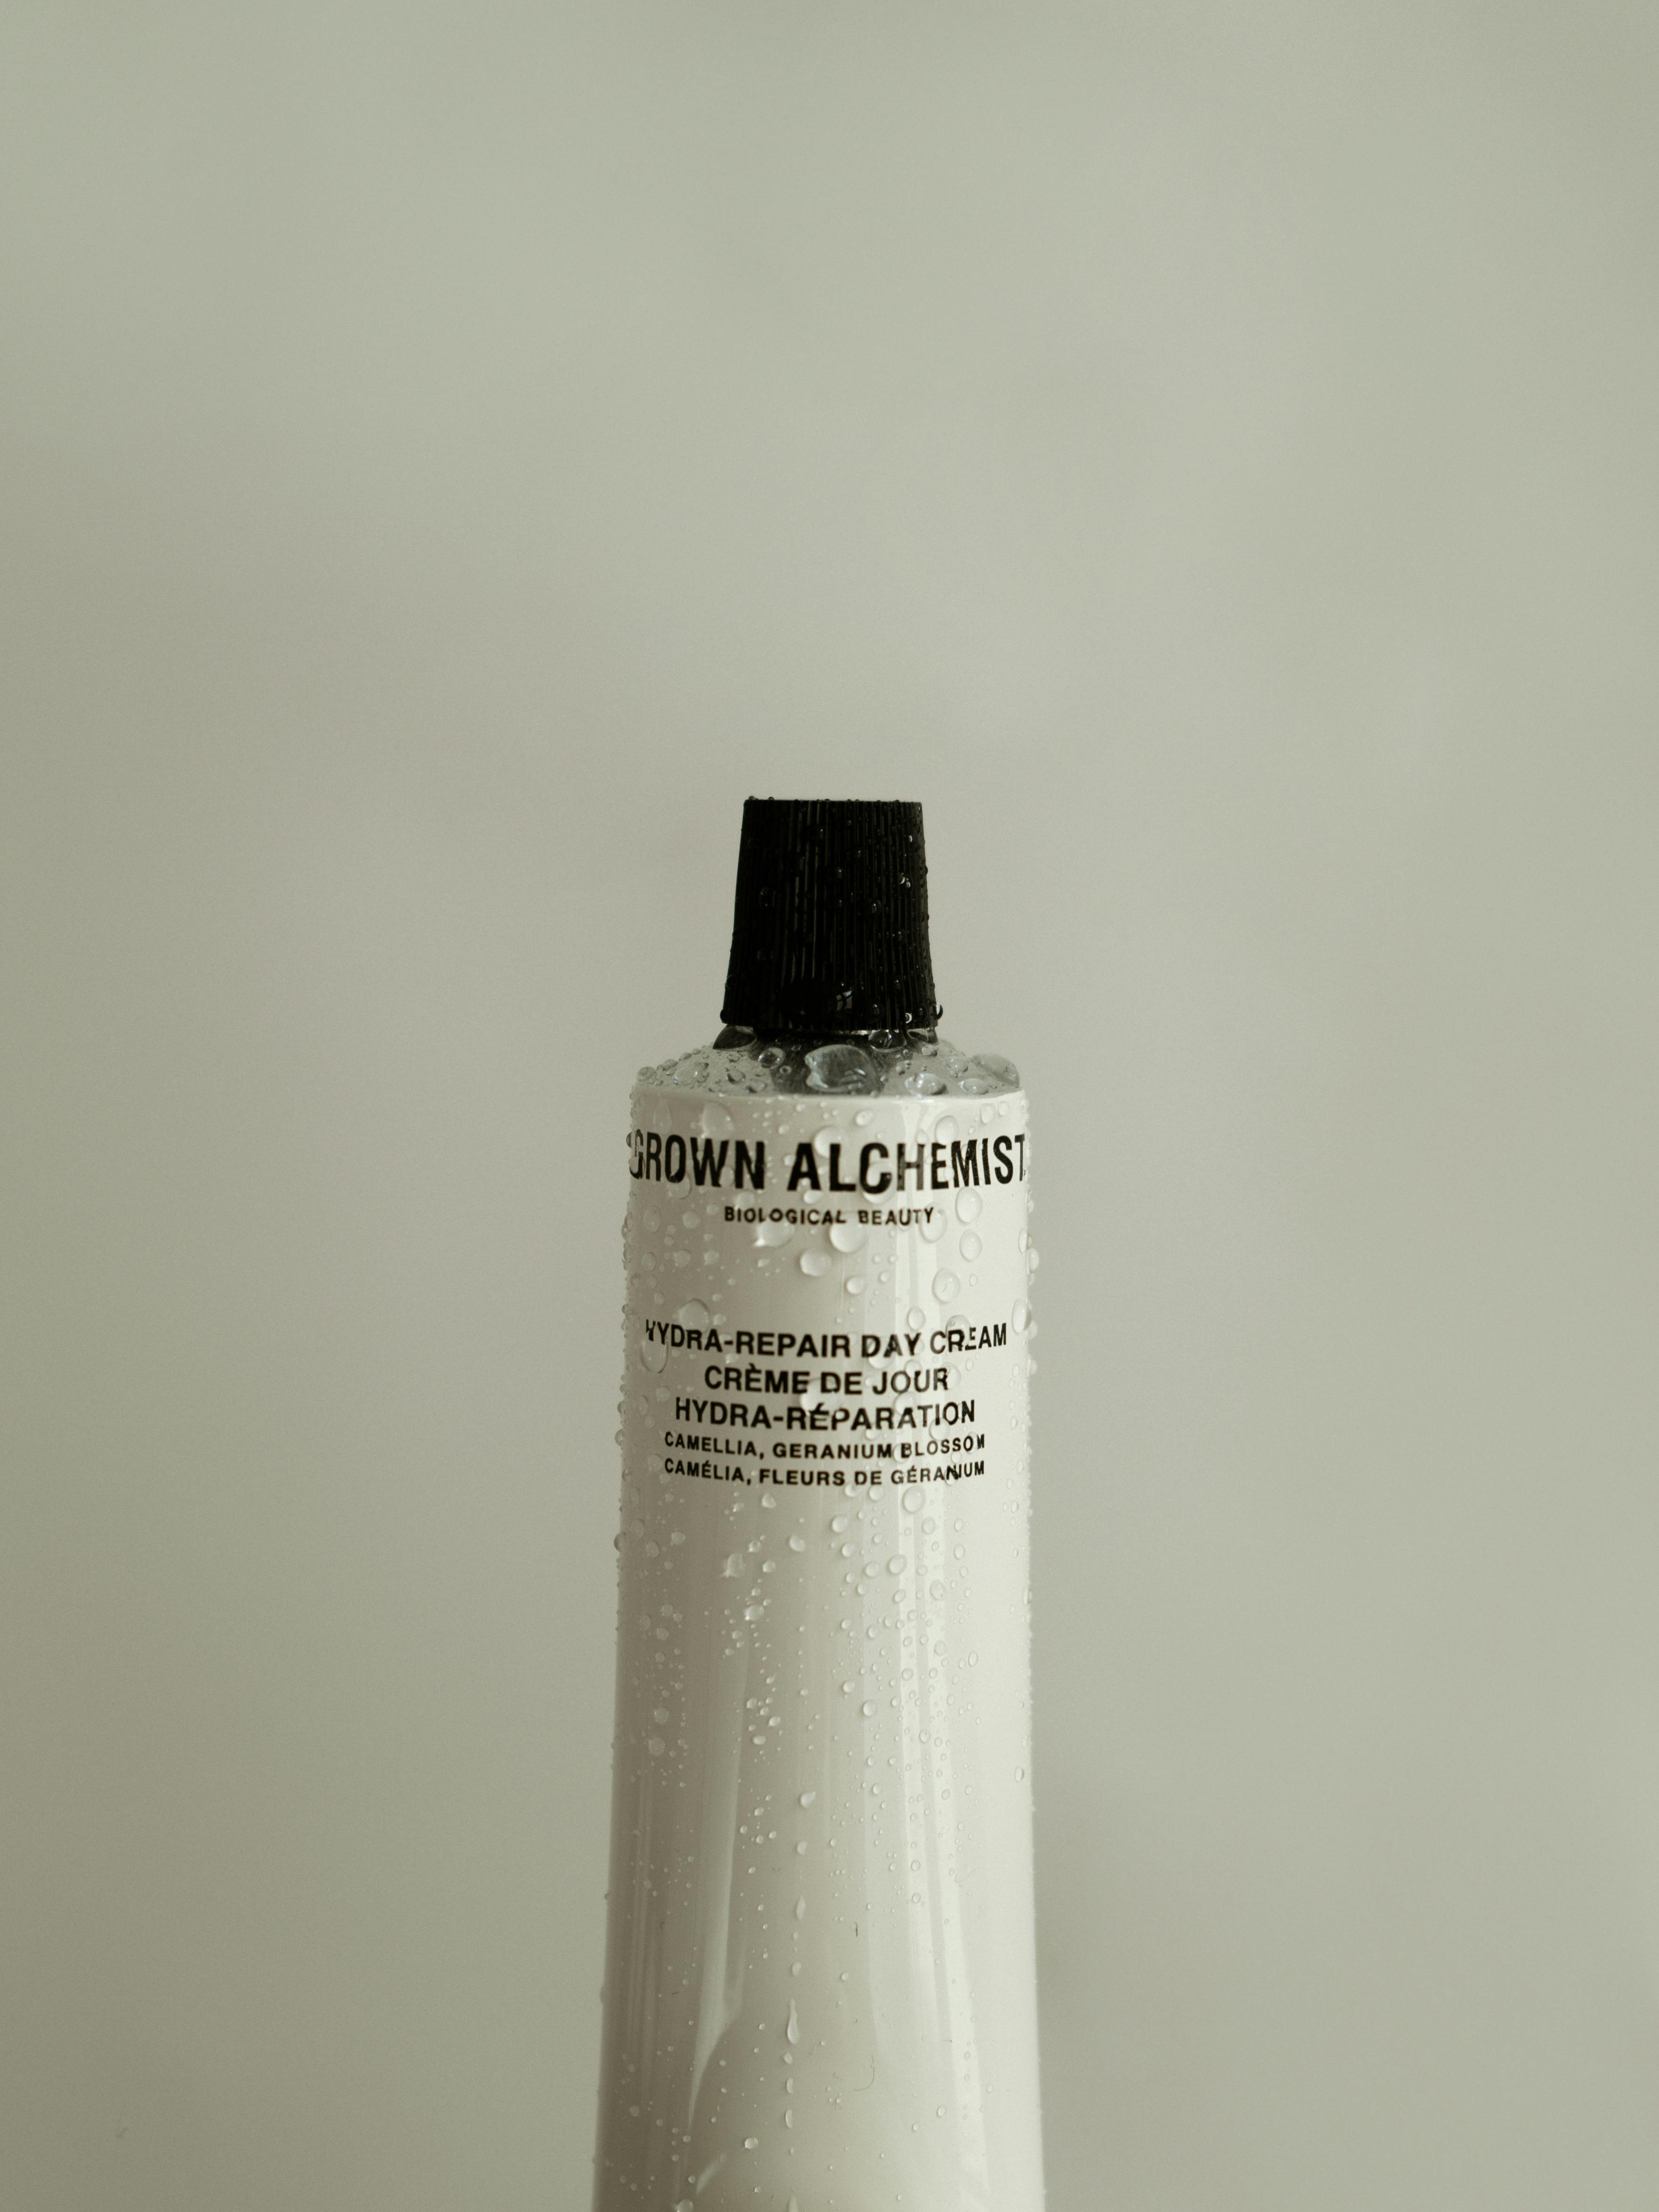 GROWN ALCHEMIST
BIOLOGICAL BEAUTY
HYDRA-REPAIR DAY CREAM
CRÈME DE JOUR
HYDRA-RÉPARATION
CAMELLIA, GERANIUM BLOSSOM
CAMÉLIA, FLEURS DE GÉRANIUM